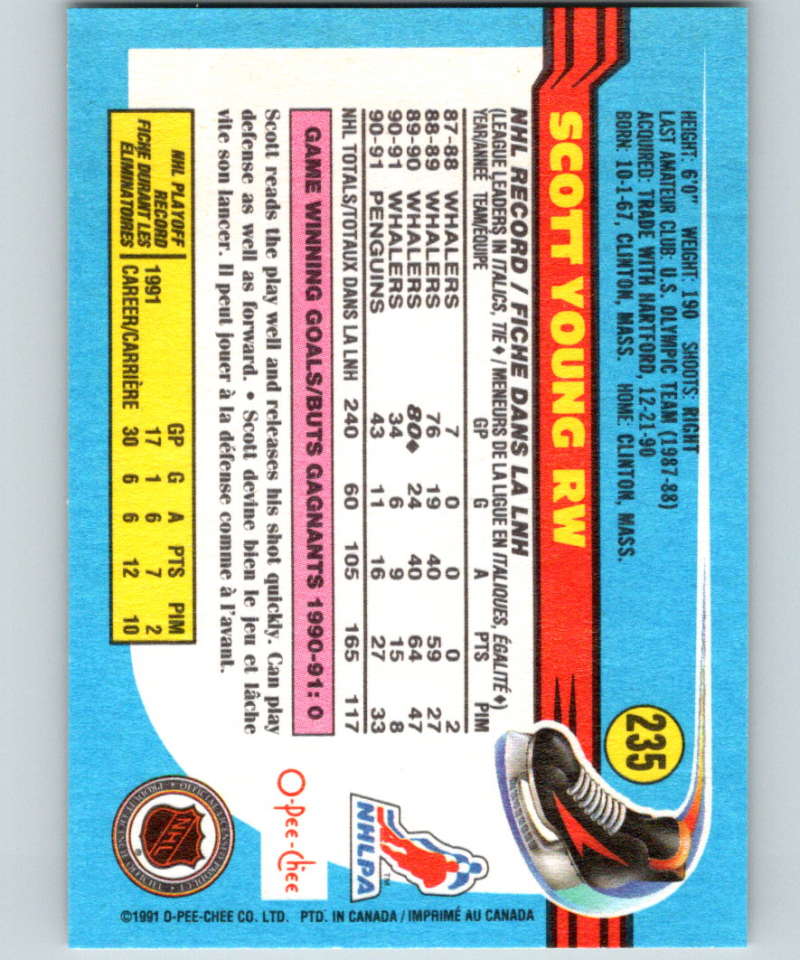 HEIGHT: 6'0" WEIGHT: 190 SHOOTS: RIGHT
LAST AMATEUR CLUB: U.S. OLYMPIC TEAM (1987-88)
ACQUIRED: TRADE WITH HARTFORD, 12-21-90
BORN: 10-1-67, CLINTON, MASS. HOME: CLINTON, MASS.
235
SCOTT YOUNG RW
NHL RECORD / FICHE DANS LA LNH
(LEAGUE LEADERS IN ITALICS, TIE ♦ / MENEURS DE LA LIGUE EN ITALIQUES, ÉGALITÉ ♦)
YEAR/ANNÉE TEAM/ÉQUIPE GP G A PTS PIM
87-88 WHALERS 7 0 0 0 2
88-89 WHALERS 76 19 40 59 27
89-90 WHALERS 80♦ 24 40 64 47
90-91 WHALERS 34 6 9 15 8
90-91 PENGUINS 43 11 16 27 33
NHL TOTALS/TOTAUX DANS LA LNH 240 60 105 165 117
GAME WINNING GOALS/BUTS GAGNANTS 1990-91: 0
Scott reads the play well and releases his shot quickly. Can play
defense as well as forward. • Scott devine bien le jeu et lâche
vite son lancer. Il peut jouer à la défense comme à l'avant.
NHL PLAYOFF
RECORD
FICHE DURANT LES
ÉLIMINATOIRES
GP G A PTS PIM
1991 17 1 6 7 2
CAREER/CARRIÈRE 30 6 6 12 10
NHLPA
TM
O-Pee-Chee
NHL
©1991 O-PEE-CHEE CO. LTD. PTD. IN CANADA / IMPRIMÉ AU CANADA